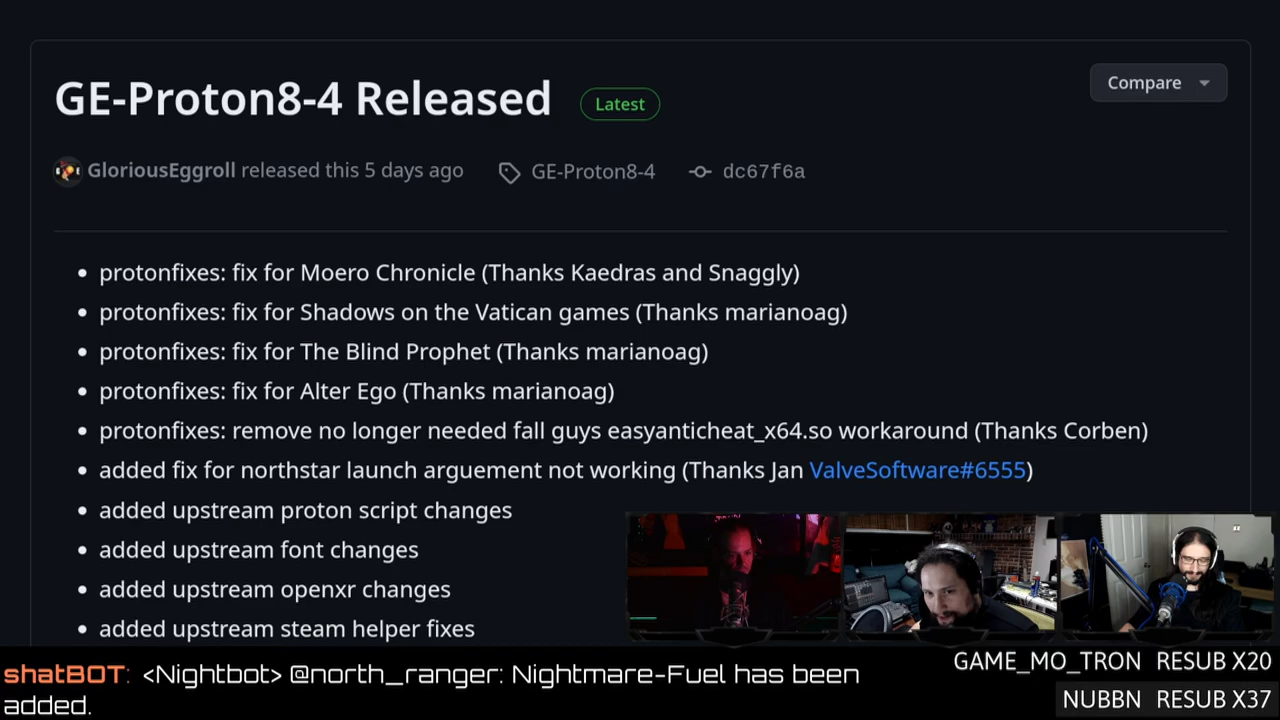 GE-Proton8-4 Released
Latest
Compare
GloriousEggroll released this 5 days ago
GE-Proton8-4
dc67f6a
protonfixes: fix for Moero Chronicle (Thanks Kaedras and Snaggly)
protonfixes: fix for Shadows on the Vatican games (Thanks marianoag)
protonfixes: fix for The Blind Prophet (Thanks marianoag)
protonfixes: fix for Alter Ego (Thanks marianoag)
protonfixes: remove no longer needed fall guys easyanticheat_x64.so workaround (Thanks Corben)
added fix for northstar launch arguement not working (Thanks Jan ValveSoftware#6555)
added upstream proton script changes
added upstream font changes
added upstream openxr changes
added upstream steam helper fixes
shatBOT: <Nightbot> @north_ranger: Nightmare-Fuel has been
added.
GAME_MO_TRON RESUB X20
NUBBN RESUB X37